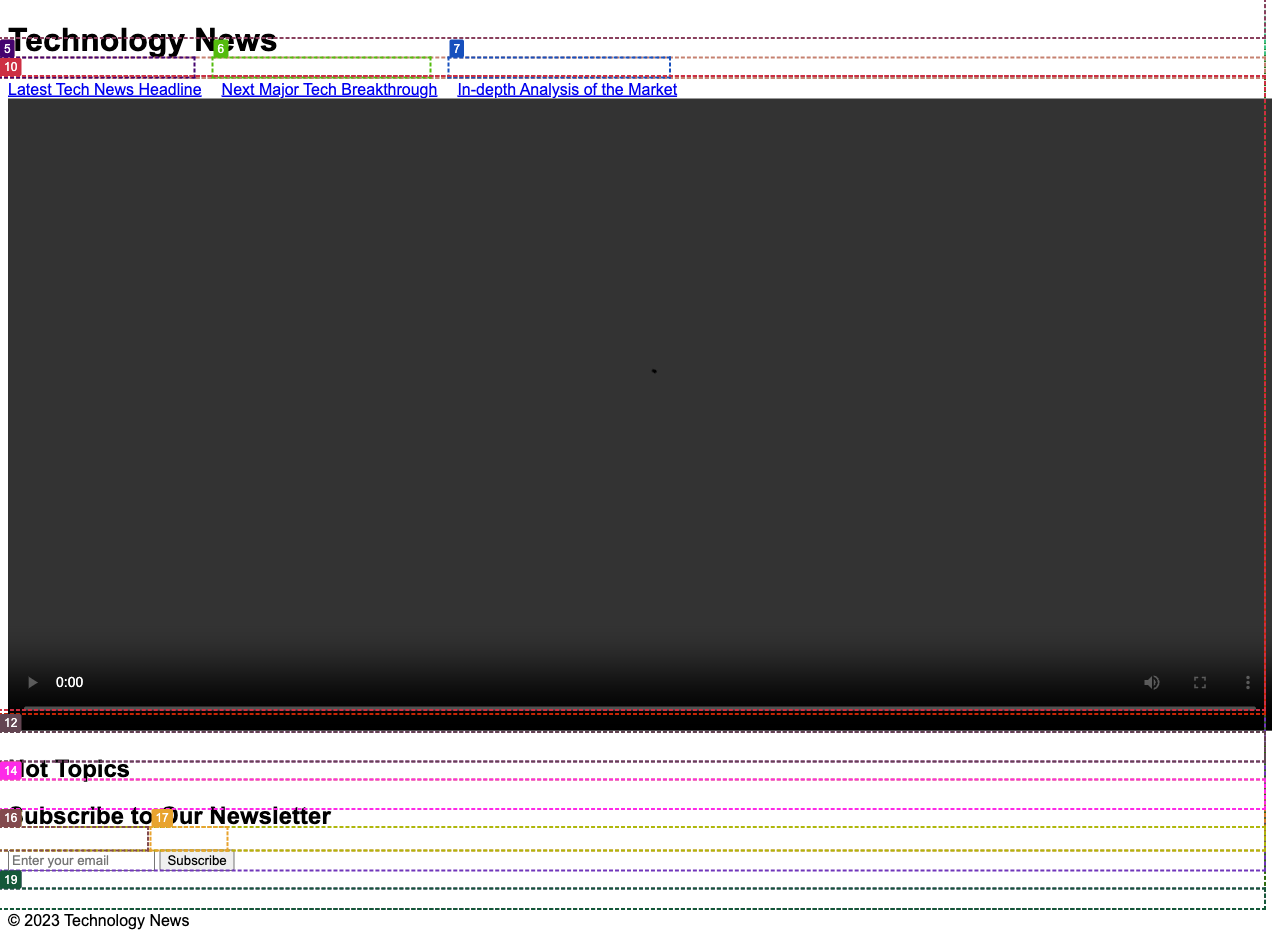 Technology News
5
6
7
10
Latest Tech News Headline Next Major Tech Breakthrough In-depth Analysis of the Market
0:00
12
Hot Topics
14
Subscribe to Our Newsletter
16
17
Enter your email Subscribe
19
© 2023 Technology News